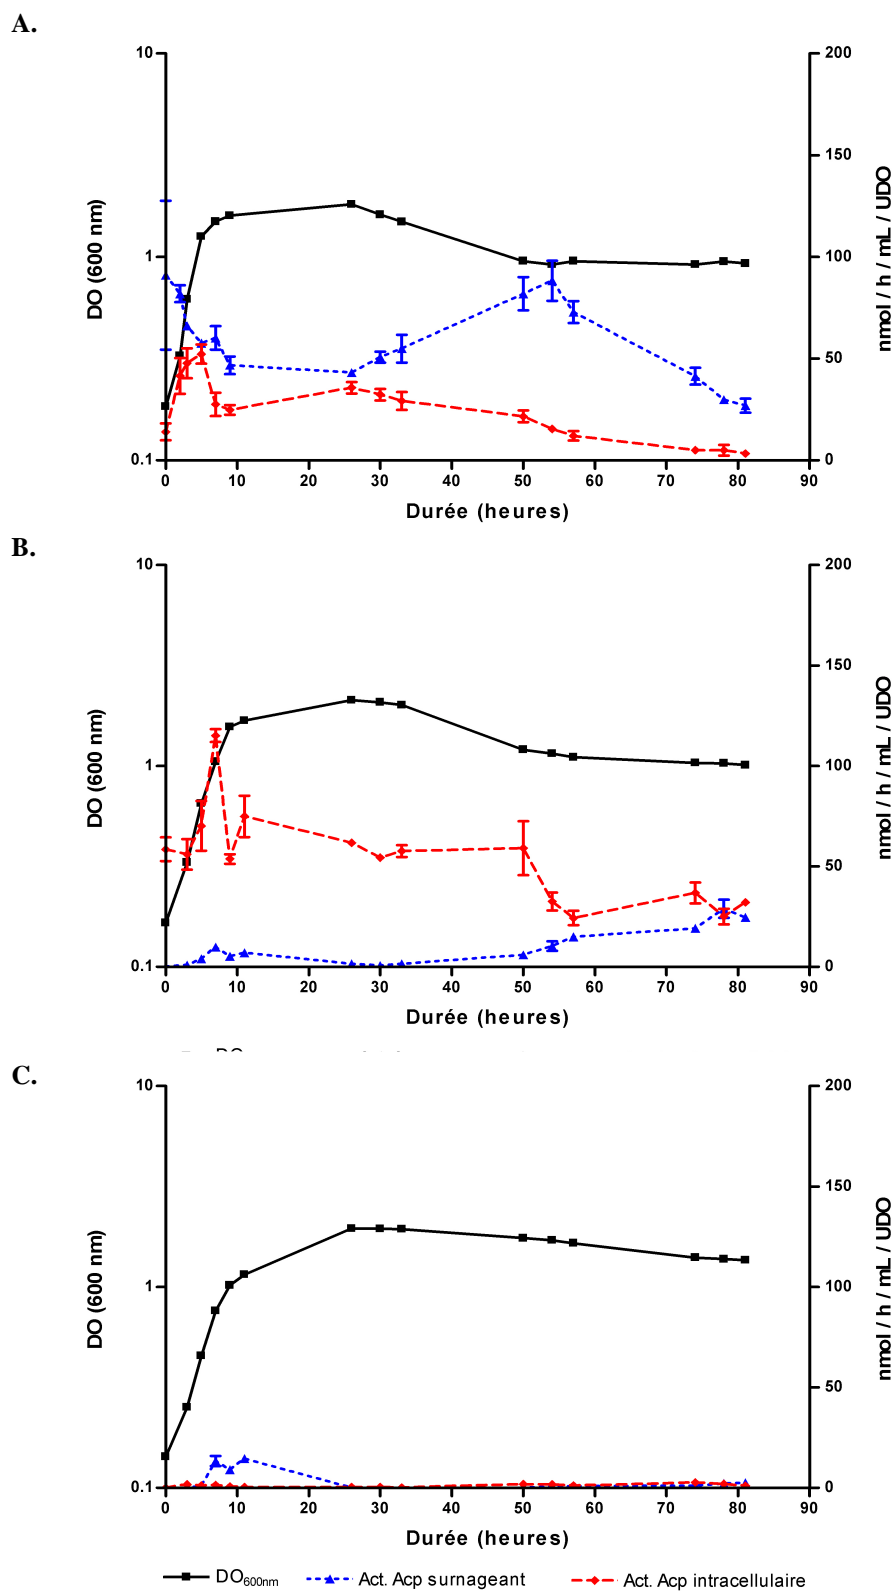 A.
10
1
0.1
DO (600 nm)
200
150
100
50
0
nmol / h / mL / UDO
0 10 20 30 40 50 60 70 80 90
Durée (heures)
B.
10
1
0.1
DO (600 nm)
200
150
100
50
0
nmol / h / mL / UDO
0 10 20 30 40 50 60 70 80 90
Durée (heures)
C.
10
1
0.1
DO (600 nm)
200
150
100
50
0
nmol / h / mL / UDO
0 10 20 30 40 50 60 70 80 90
Durée (heures)
DO600nm Act. Acp surnageant Act. Acp intracellulaire